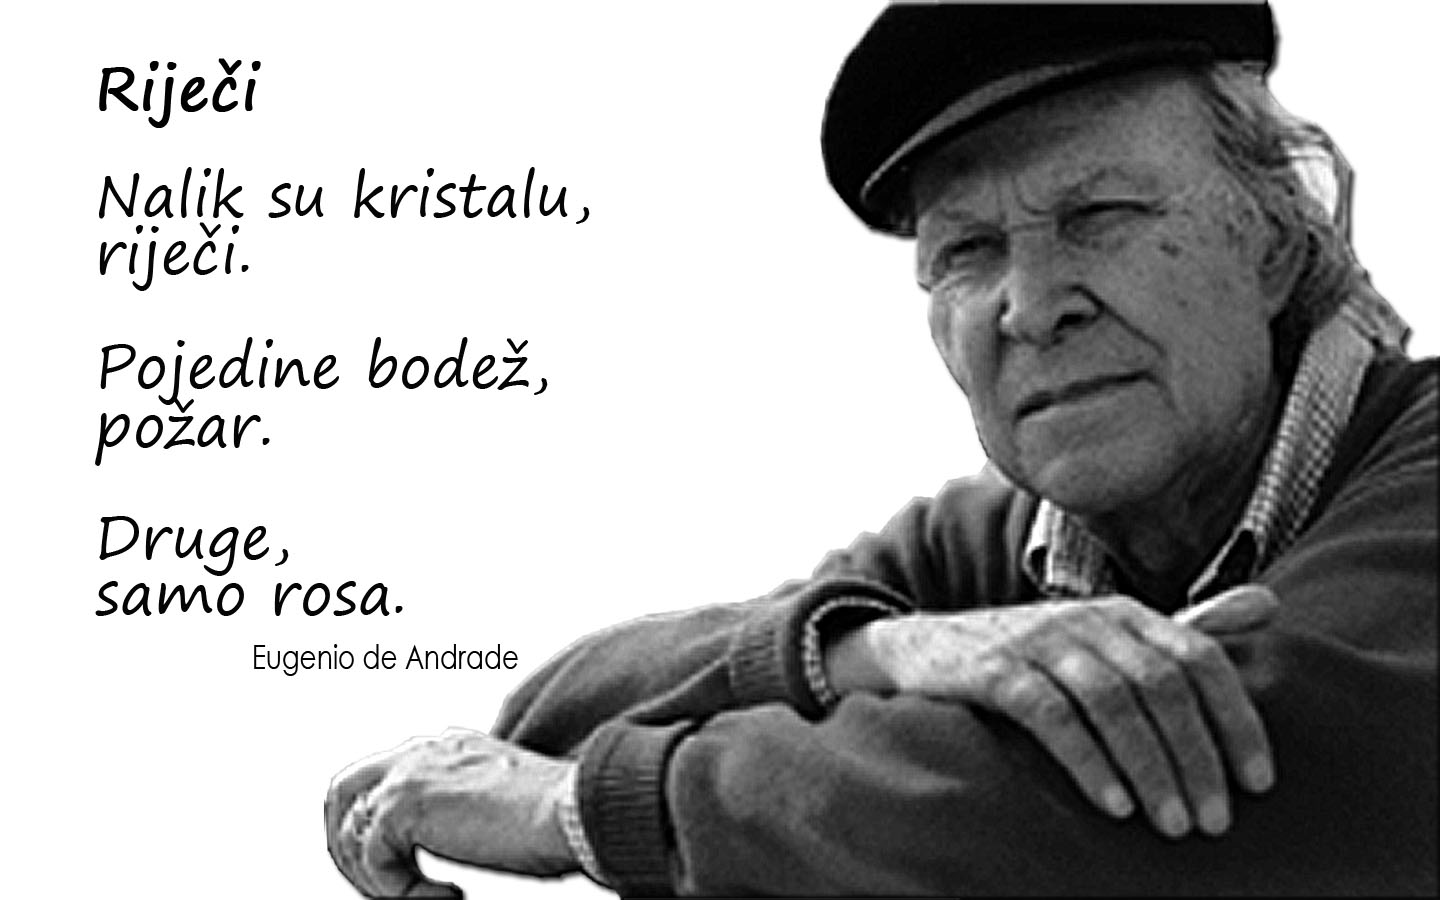 Riječi
Nalik su kristalu,
riječi.
Pojedine bodež,
požar.
Druge,
samo rosa.
Eugenio de Andrade